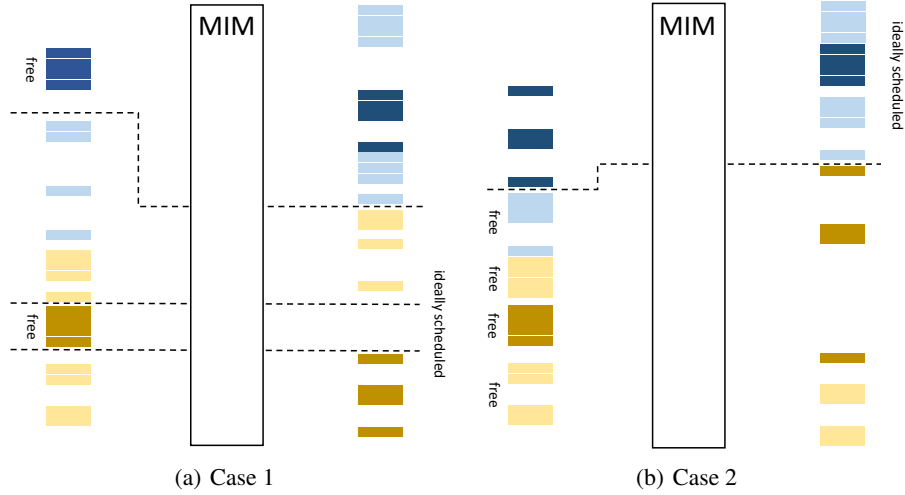 MIM
free
free
ideally scheduled
(a) Case 1
MIM
free
free
free
free
ideally scheduled
(b) Case 2